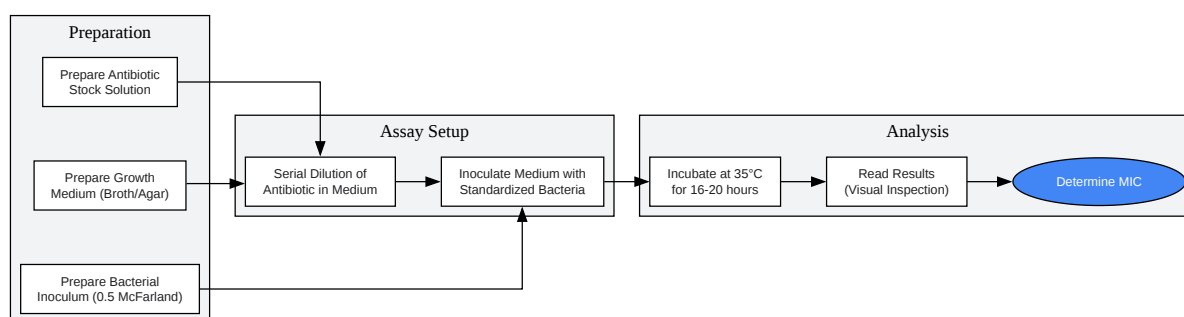 Preparation
Prepare Antibiotic
Stock Solution
Prepare Growth
Medium (Broth/Agar)
Prepare Bacterial
Inoculum (0.5 McFarland)
Assay Setup
Serial Dilution of
Antibiotic in Medium
Inoculate Medium with
Standardized Bacteria
Analysis
Incubate at 35°C
for 16-20 hours
Read Results
(Visual Inspection)
Determine MIC